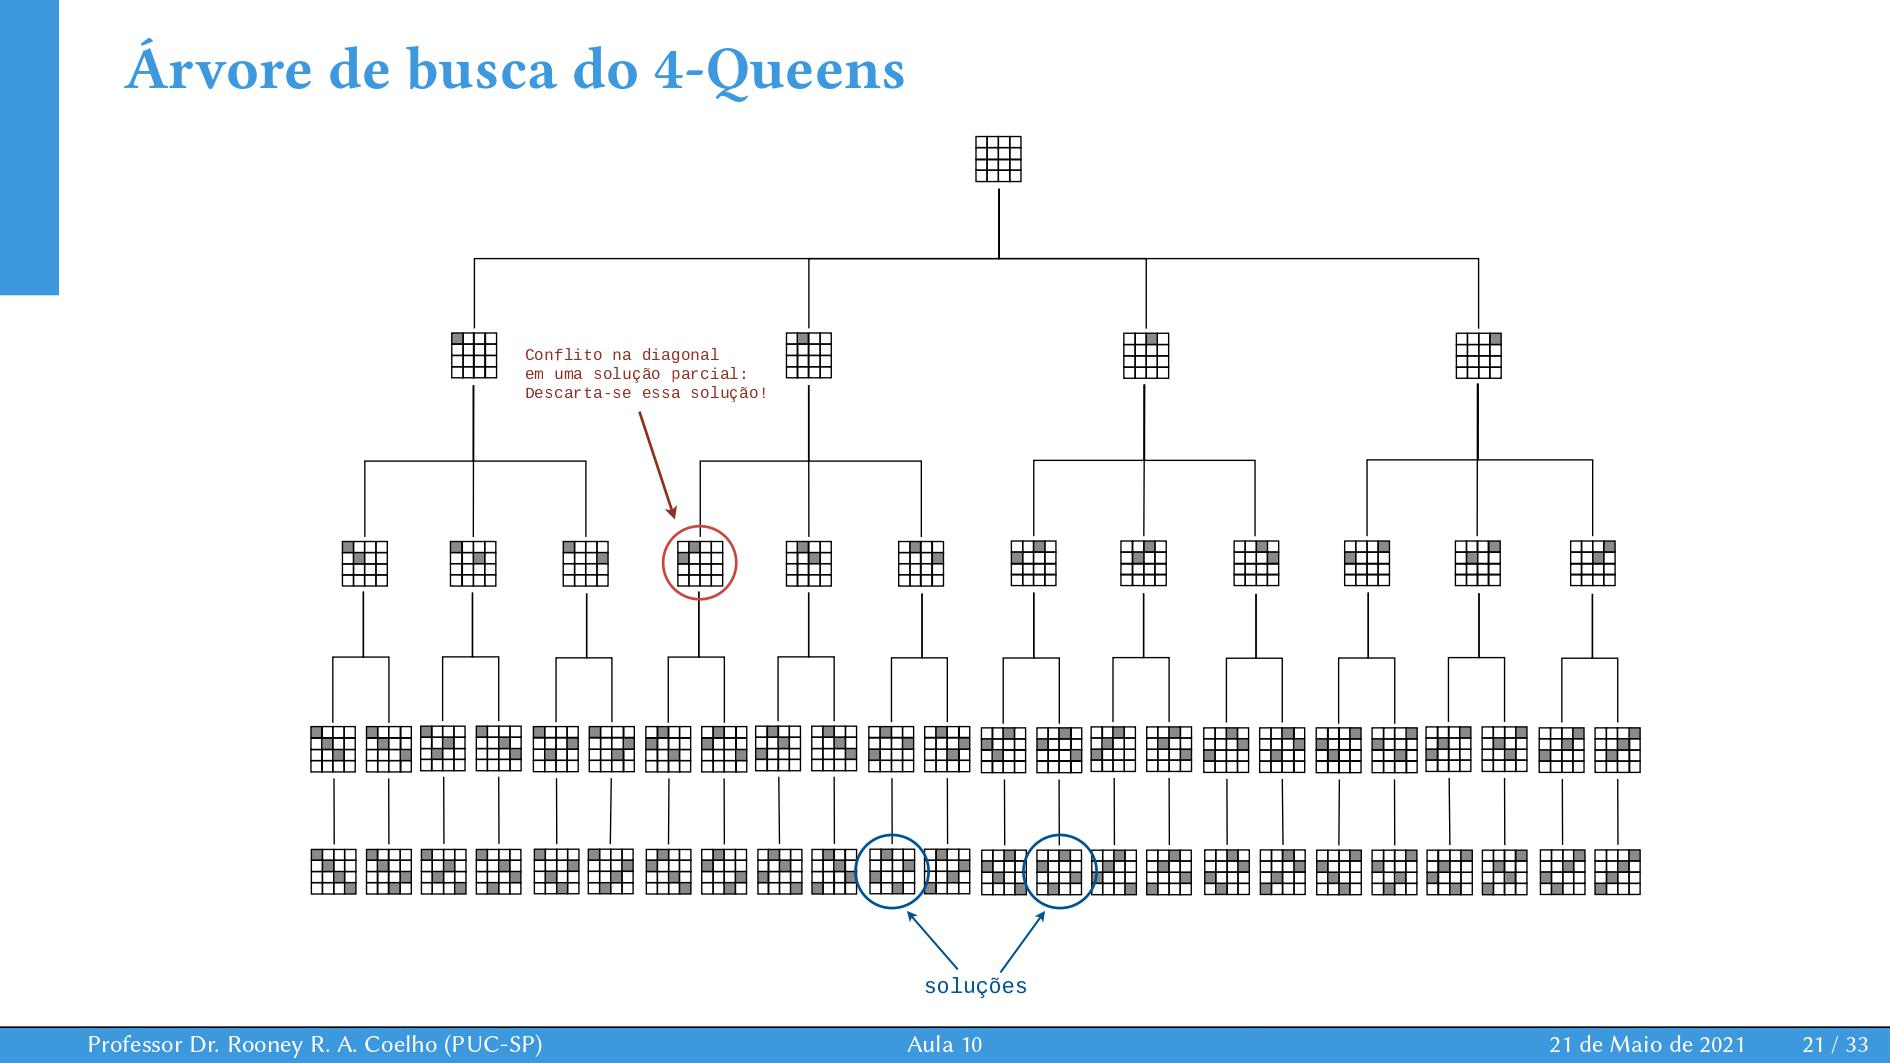 Árvore de busca do 4-Queens
Conflito na diagonal
em uma solução parcial:
Descarta-se essa solução!
soluções
Professor Dr. Rooney R. A. Coelho (PUC-SP)
Aula 10
21 de Maio de 2021
21 / 33